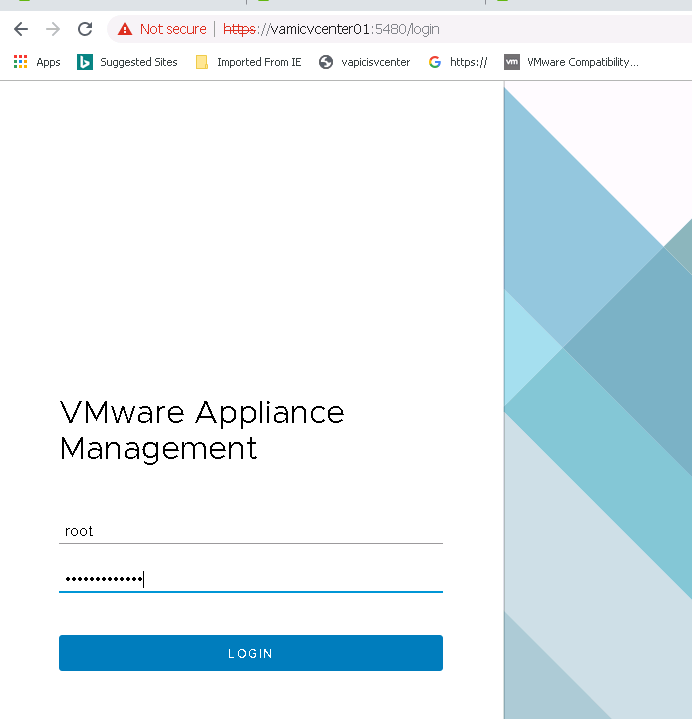 Not secure | https://vamicvcenter01:5480/login
Apps Suggested Sites Imported From IE vapicisvcenter https:// vm VMware Compatibility...
VMware Appliance
Management
root
•••••••••••••
LOGIN